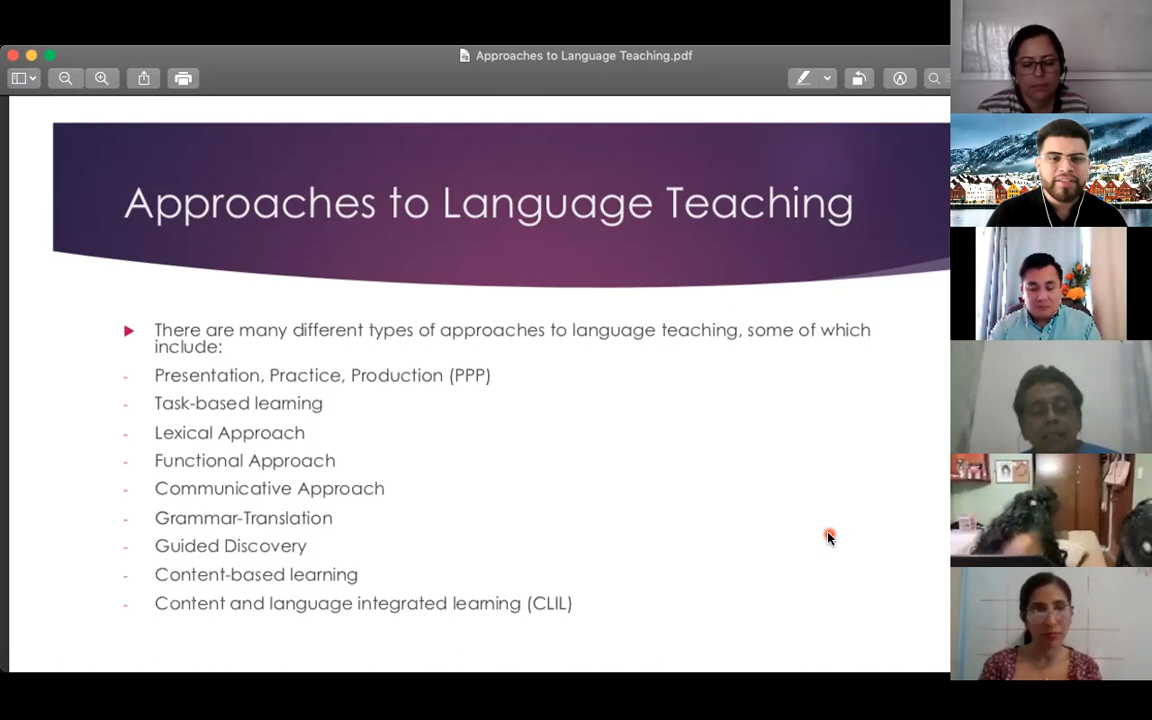 Approaches to Language Teaching.pdf
Approaches to Language Teaching
There are many different types of approaches to language teaching, some of which
include:
- Presentation, Practice, Production (PPP)
- Task-based learning
- Lexical Approach
- Functional Approach
- Communicative Approach
- Grammar-Translation
- Guided Discovery
- Content-based learning
- Content and language integrated learning (CLIL)